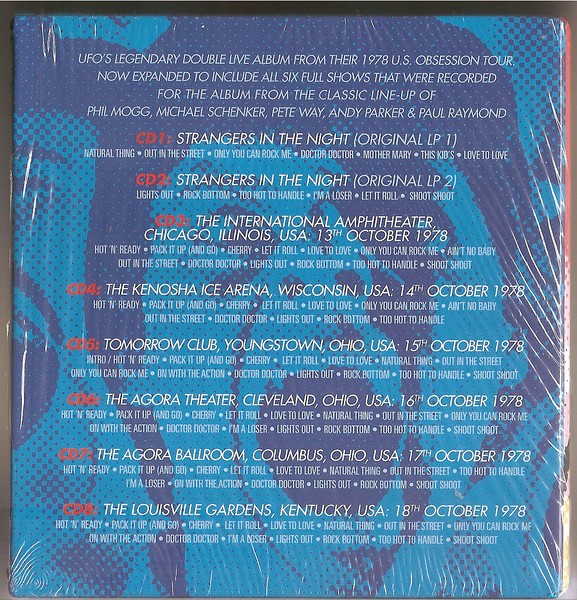 UFO'S LEGENDARY DOUBLE LIVE ALBUM FROM THEIR 1978 U.S. OBSESSION TOUR.
NOW EXPANDED TO INCLUDE ALL SIX FULL SHOWS THAT WERE RECORDED
FOR THE ALBUM FROM THE CLASSIC LINE-UP OF
PHIL MOGG, MICHAEL SCHENKER, PETE WAY, ANDY PARKER & PAUL RAYMOND
CD1: STRANGERS IN THE NIGHT (ORIGINAL LP 1)
NATURAL THING • OUT IN THE STREET • ONLY YOU CAN ROCK ME • DOCTOR DOCTOR • MOTHER MARY • THIS KID'S • LOVE TO LOVE
CD2: STRANGERS IN THE NIGHT (ORIGINAL LP 2)
LIGHTS OUT • ROCK BOTTOM • TOO HOT TO HANDLE • I'M A LOSER • LET IT ROLL • SHOOT SHOOT
CD3: THE INTERNATIONAL AMPHITHEATER,
CHICAGO, ILLINOIS, USA: 13TH OCTOBER 1978
HOT 'N' READY • PACK IT UP (AND GO) • CHERRY • LET IT ROLL • LOVE TO LOVE • ONLY YOU CAN ROCK ME • AIN'T NO BABY
OUT IN THE STREET • DOCTOR DOCTOR • LIGHTS OUT • ROCK BOTTOM • TOO HOT TO HANDLE • SHOOT SHOOT
CD4: THE KENOSHA ICE ARENA, WISCONSIN, USA: 14TH OCTOBER 1978
HOT 'N' READY • PACK IT UP (AND GO) • CHERRY • LET IT ROLL • LOVE TO LOVE • ONLY YOU CAN ROCK ME • AIN'T NO BABY
OUT IN THE STREET • DOCTOR DOCTOR • LIGHTS OUT • ROCK BOTTOM • TOO HOT TO HANDLE
CD5: TOMORROW CLUB, YOUNGSTOWN, OHIO, USA: 15TH OCTOBER 1978
INTRO / HOT 'N' READY • PACK IT UP (AND GO) • CHERRY • LET IT ROLL • LOVE TO LOVE • NATURAL THING • OUT IN THE STREET
ONLY YOU CAN ROCK ME • ON WITH THE ACTION • DOCTOR DOCTOR • LIGHTS OUT • ROCK BOTTOM • TOO HOT TO HANDLE • SHOOT SHOOT
CD6: THE AGORA THEATER, CLEVELAND, OHIO, USA: 16TH OCTOBER 1978
HOT 'N' READY • PACK IT UP (AND GO) • CHERRY • LET IT ROLL • LOVE TO LOVE • NATURAL THING • OUT IN THE STREET • ONLY YOU CAN ROCK ME
ON WITH THE ACTION • DOCTOR DOCTOR • I'M A LOSER • LIGHTS OUT • ROCK BOTTOM • TOO HOT TO HANDLE • SHOOT SHOOT
CD7: THE AGORA BALLROOM, COLUMBUS, OHIO, USA: 17TH OCTOBER 1978
HOT 'N' READY • PACK IT UP (AND GO) • CHERRY • LET IT ROLL • LOVE TO LOVE • NATURAL THING • OUT IN THE STREET • TOO HOT TO HANDLE
I'M A LOSER • ON WITH THE ACTION • DOCTOR DOCTOR • LIGHTS OUT • ROCK BOTTOM • SHOOT SHOOT
CD8: THE LOUISVILLE GARDENS, KENTUCKY, USA: 18TH OCTOBER 1978
HOT 'N' READY • PACK IT UP (AND GO) • CHERRY • LET IT ROLL • LOVE TO LOVE • NATURAL THING • OUT IN THE STREET • ONLY YOU CAN ROCK ME
ON WITH THE ACTION • DOCTOR DOCTOR • I'M A LOSER • LIGHTS OUT • ROCK BOTTOM • TOO HOT TO HANDLE • SHOOT SHOOT